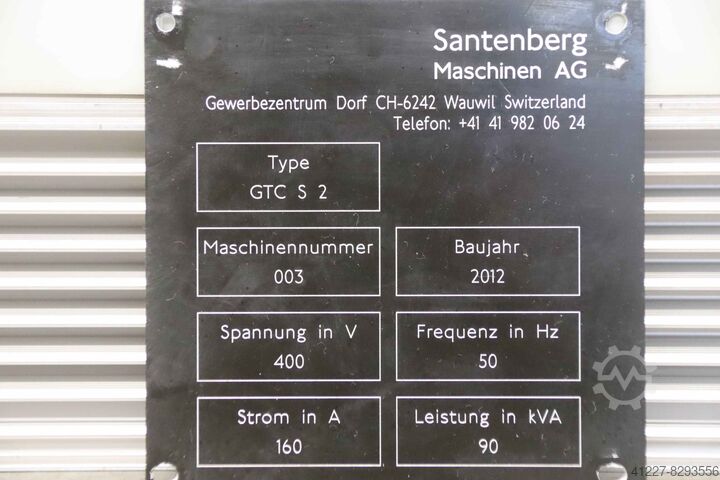 Santenberg
Maschinen AG
Gewerbezentrum Dorf CH-6242 Wauwil Switzerland
Telefon: +41 41 982 06 24
Type
GTC S 2
Maschinennummer
003
Baujahr
2012
Spannung in V
400
Frequenz in Hz
50
Strom in A
160
Leistung in kVA
90
41227-8293556